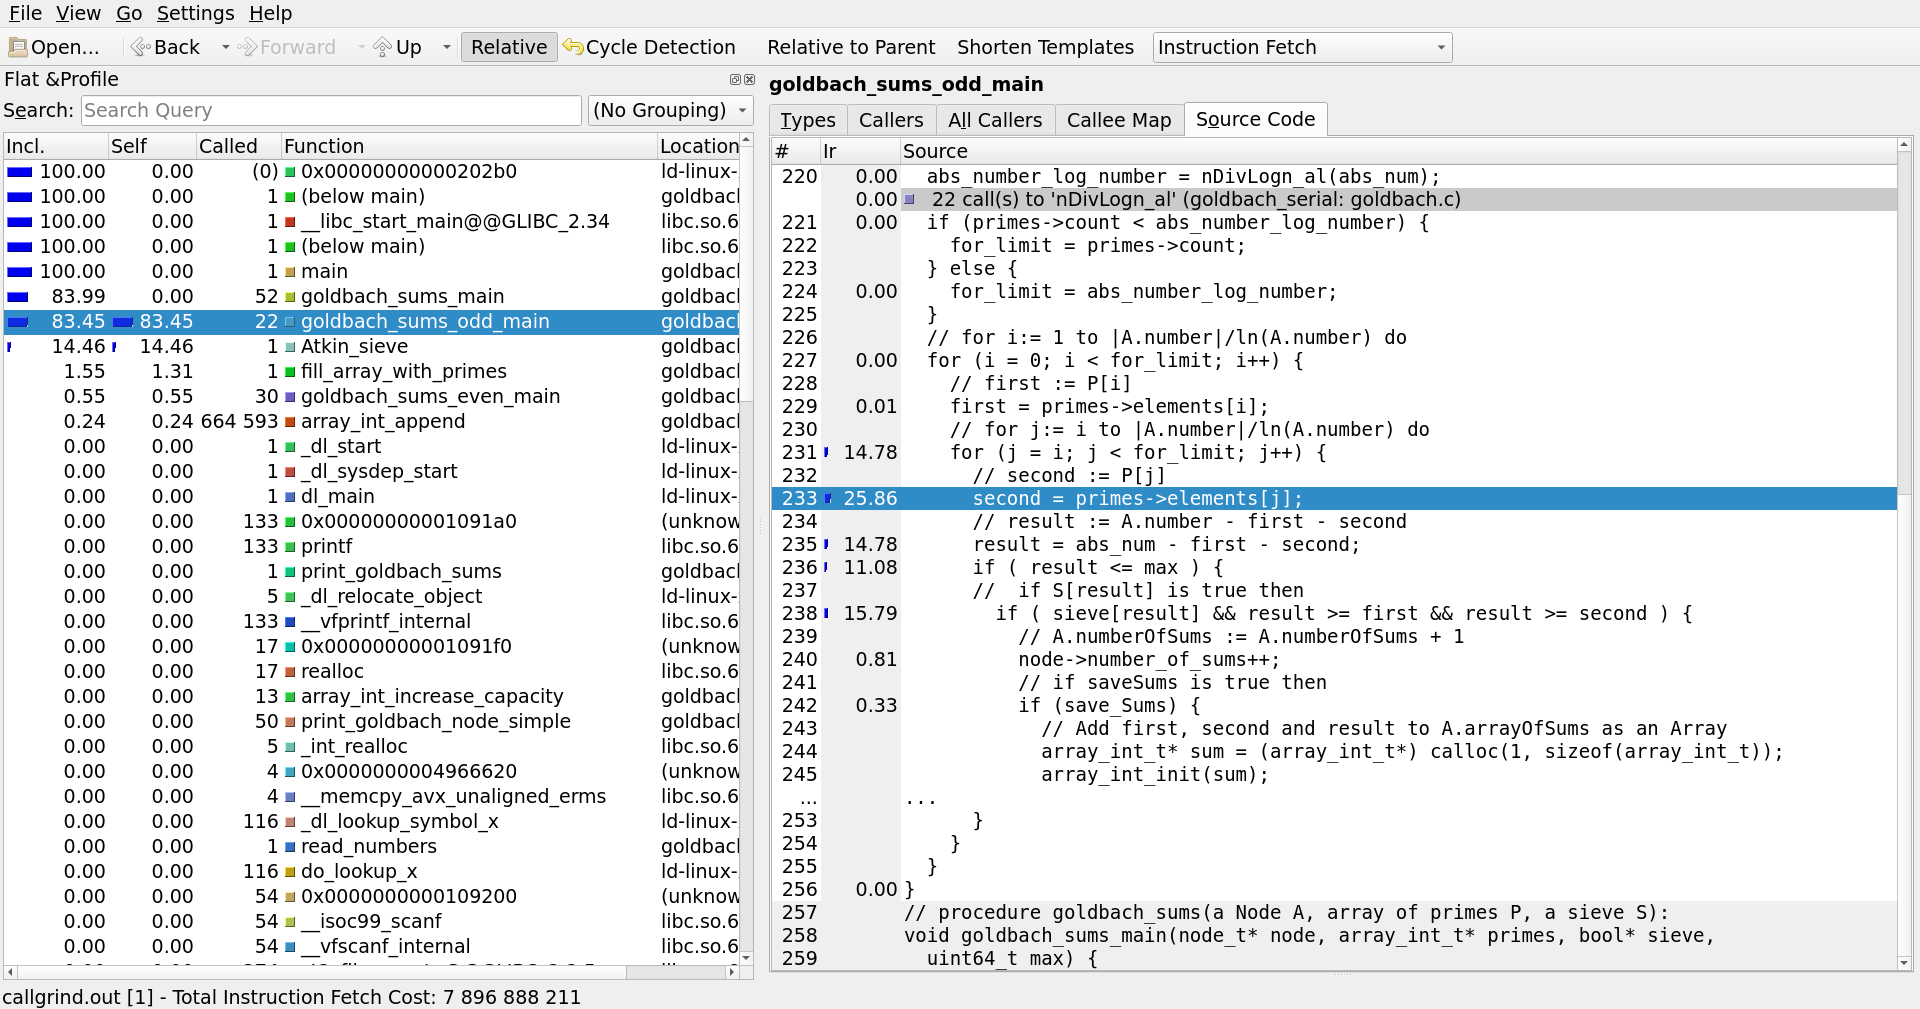 File View Go Settings Help
Open... Back Forward Up Relative Cycle Detection Relative to Parent Shorten Templates Instruction Fetch
Flat &Profile
Search: Search Query (No Grouping)
Incl. Self Called Function Location
100.00 0.00 (0) 0x00000000000202b0 ld-linux-
100.00 0.00 1 (below main) goldbacl
100.00 0.00 1 __libc_start_main@@GLIBC_2.34 libc.so.6
100.00 0.00 1 (below main) libc.so.6
100.00 0.00 1 main goldbacl
83.99 0.00 52 goldbach_sums_main goldbacl
83.45 83.45 22 goldbach_sums_odd_main goldbacl
14.46 14.46 1 Atkin_sieve goldbacl
1.55 1.31 1 fill_array_with_primes goldbacl
0.55 0.55 30 goldbach_sums_even_main goldbacl
0.24 0.24 664 593 array_int_append goldbacl
0.00 0.00 1 _dl_start ld-linux-
0.00 0.00 1 _dl_sysdep_start ld-linux-
0.00 0.00 1 dl_main ld-linux-
0.00 0.00 133 0x00000000001091a0 (unknow
0.00 0.00 133 printf libc.so.6
0.00 0.00 1 print_goldbach_sums goldbacl
0.00 0.00 5 _dl_relocate_object ld-linux-
0.00 0.00 133 __vfprintf_internal libc.so.6
0.00 0.00 17 0x00000000001091f0 (unknow
0.00 0.00 17 realloc libc.so.6
0.00 0.00 13 array_int_increase_capacity goldbacl
0.00 0.00 50 print_goldbach_node_simple goldbacl
0.00 0.00 5 _int_realloc libc.so.6
0.00 0.00 4 0x0000000004966620 (unknow
0.00 0.00 4 __memcpy_avx_unaligned_erms libc.so.6
0.00 0.00 116 _dl_lookup_symbol_x ld-linux-
0.00 0.00 1 read_numbers goldbacl
0.00 0.00 116 do_lookup_x ld-linux-
0.00 0.00 54 0x0000000000109200 (unknow
0.00 0.00 54 __isoc99_scanf libc.so.6
0.00 0.00 54 __vfscanf_internal libc.so.6
goldbach_sums_odd_main
Types Callers All Callers Callee Map Source Code
# Ir Source
220 0.00 abs_number_log_number = nDivLogn_al(abs_num);
0.00 22 call(s) to 'nDivLogn_al' (goldbach_serial: goldbach.c)
221 0.00 if (primes->count < abs_number_log_number) {
222 for_limit = primes->count;
223 } else {
224 0.00 for_limit = abs_number_log_number;
225 }
226 // for i:= 1 to |A.number|/ln(A.number) do
227 0.00 for (i = 0; i < for_limit; i++) {
228 // first := P[i]
229 0.01 first = primes->elements[i];
230 // for j:= i to |A.number|/ln(A.number) do
231 14.78 for (j = i; j < for_limit; j++) {
232 // second := P[j]
233 25.86 second = primes->elements[j];
234 // result := A.number - first - second
235 14.78 result = abs_num - first - second;
236 11.08 if ( result <= max ) {
237 //  if S[result] is true then
238 15.79 if ( sieve[result] && result >= first && result >= second ) {
239 // A.numberOfSums := A.numberOfSums + 1
240 0.81 node->number_of_sums++;
241 // if saveSums is true then
242 0.33 if (save_Sums) {
243 // Add first, second and result to A.arrayOfSums as an Array
244 array_int_t* sum = (array_int_t*) calloc(1, sizeof(array_int_t));
245 array_int_init(sum);
... ...
253 }
254 }
255 }
256 0.00 }
257 // procedure goldbach_sums(a Node A, array of primes P, a sieve S):
258 void goldbach_sums_main(node_t* node, array_int_t* primes, bool* sieve,
259 uint64_t max) {
callgrind.out [1] - Total Instruction Fetch Cost: 7 896 888 211